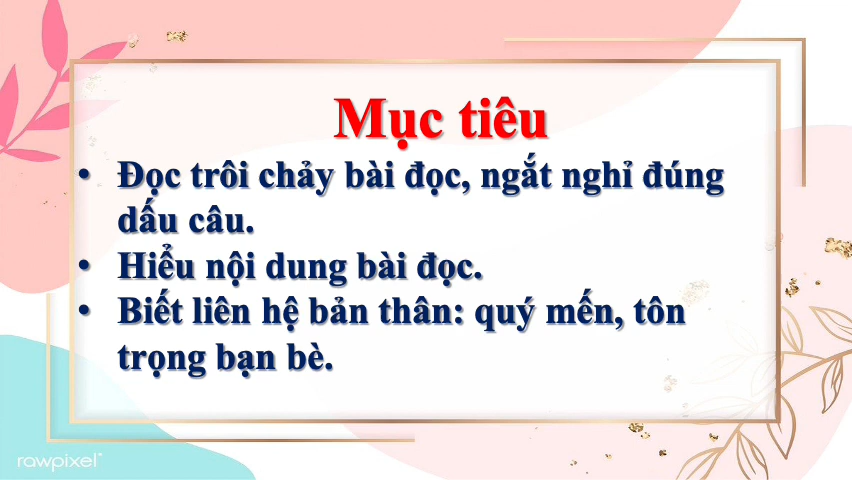 Mục tiêu
• Đọc trôi chảy bài đọc, ngắt nghỉ đúng
dấu câu.
• Hiểu nội dung bài đọc.
• Biết liên hệ bản thân: quý mến, tôn
trọng bạn bè.
rawpixel™